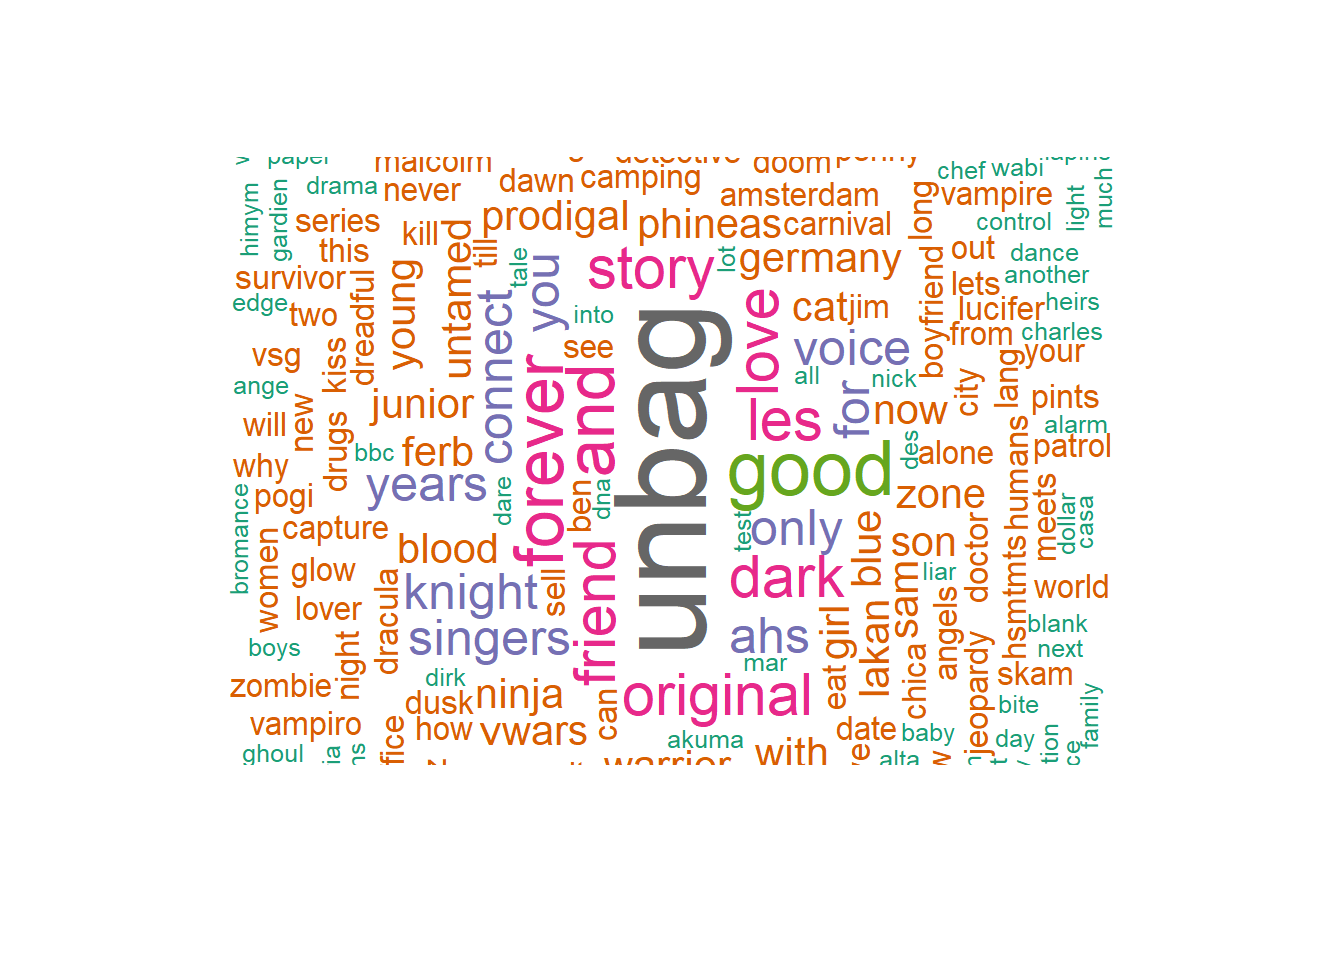 paper
malcolm
detective
doom
penny
chef
wabi
himym
gardien
drama
never
dawn
camping
amsterdam
long
vampire
light
much
series
kill
prodigal
phineas
carnival
control
this
untamed
till
tale
you
story
lot
germany
boyfriend
out
dance
survivor
dreadful
young
connect
lets
another
edge
two
into
unbag
love
cat
jim
lucifer
heirs
vsg
kiss
see
voice
from
charles
your
ange
all
nick
for
city
lang
pints
will
new
junior
forever
and
les
now
alarm
why
drugs
bbc
ferb
good
des
alone
humans
patrol
pogi
years
dare
ben
dna
zone
meets
dollar
casa
bromance
women
capture
blood
test
only
blue
son
doctor
glow
knight
sell
friend
dark
sam
liar
hsmtmts
world
lover
dracula
singers
ahs
girl
lakan
angels
blank
boys
night
mar
next
zombie
dirk
dusk
ninja
can
original
eat
chica
jeopardy
skam
vampiro
how
vwars
akuma
date
baby
day
bite
family
ghoul
warrior
with
alta